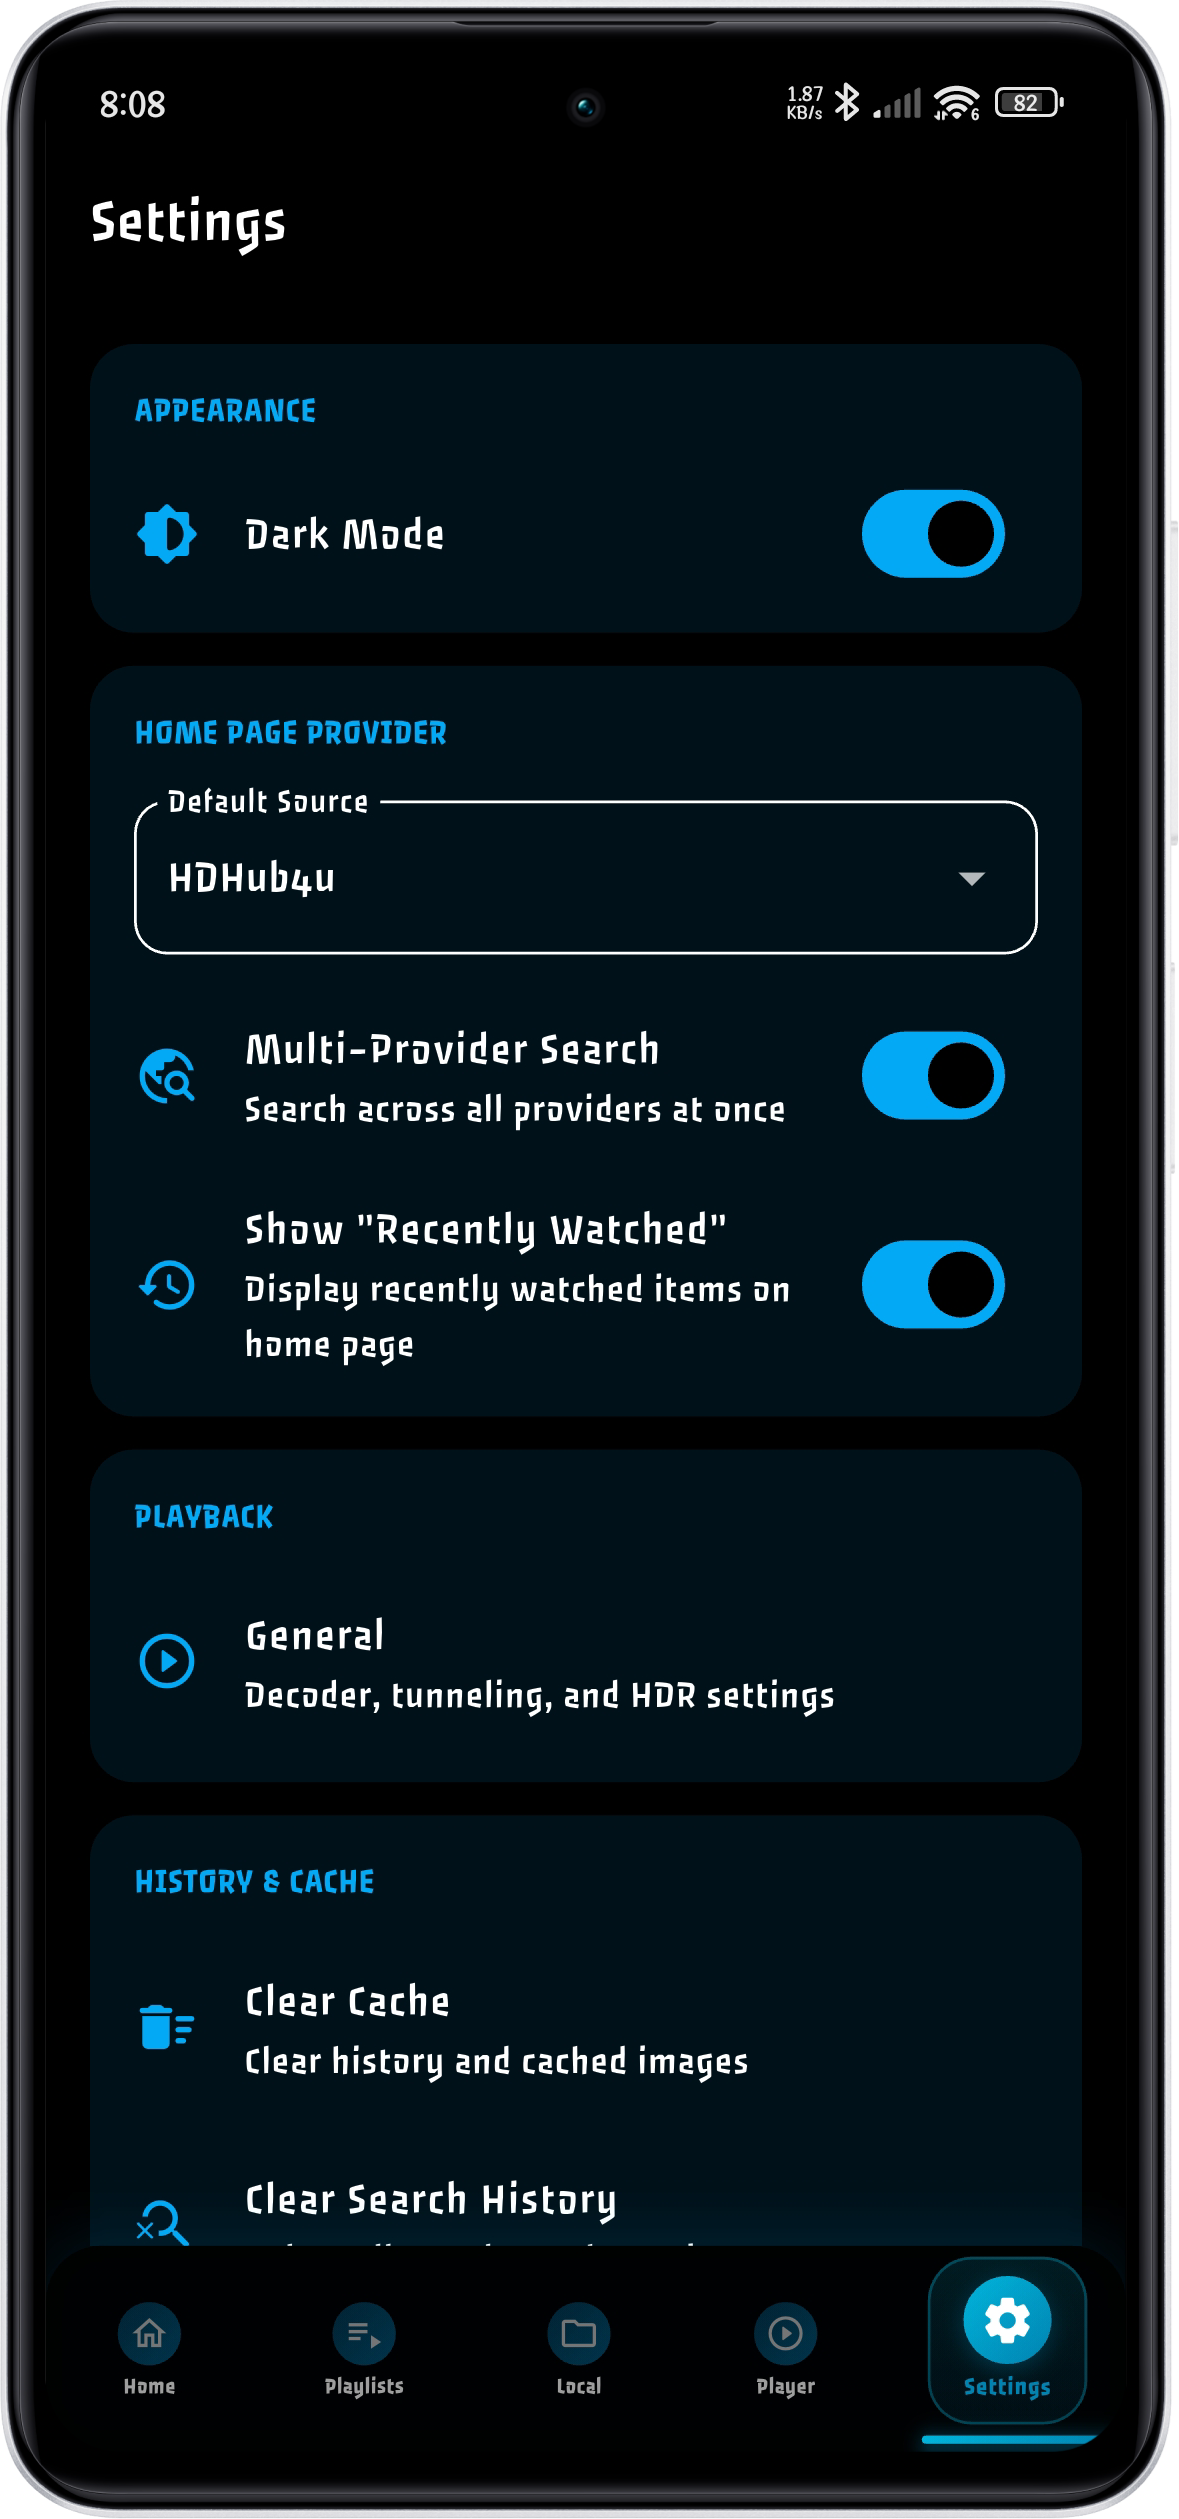 8:08
1.87
KB/s
6
82
Settings
APPEARANCE
Dark Mode
HOME PAGE PROVIDER
Default Source
HDHub4u
Multi-Provider Search
Search across all providers at once
Show "Recently Watched"
Display recently watched items on
home page
PLAYBACK
General
Decoder, tunneling, and HDR settings
HISTORY & CACHE
Clear Cache
Clear history and cached images
Clear Search History
Home
Playlists
Local
Player
Settings